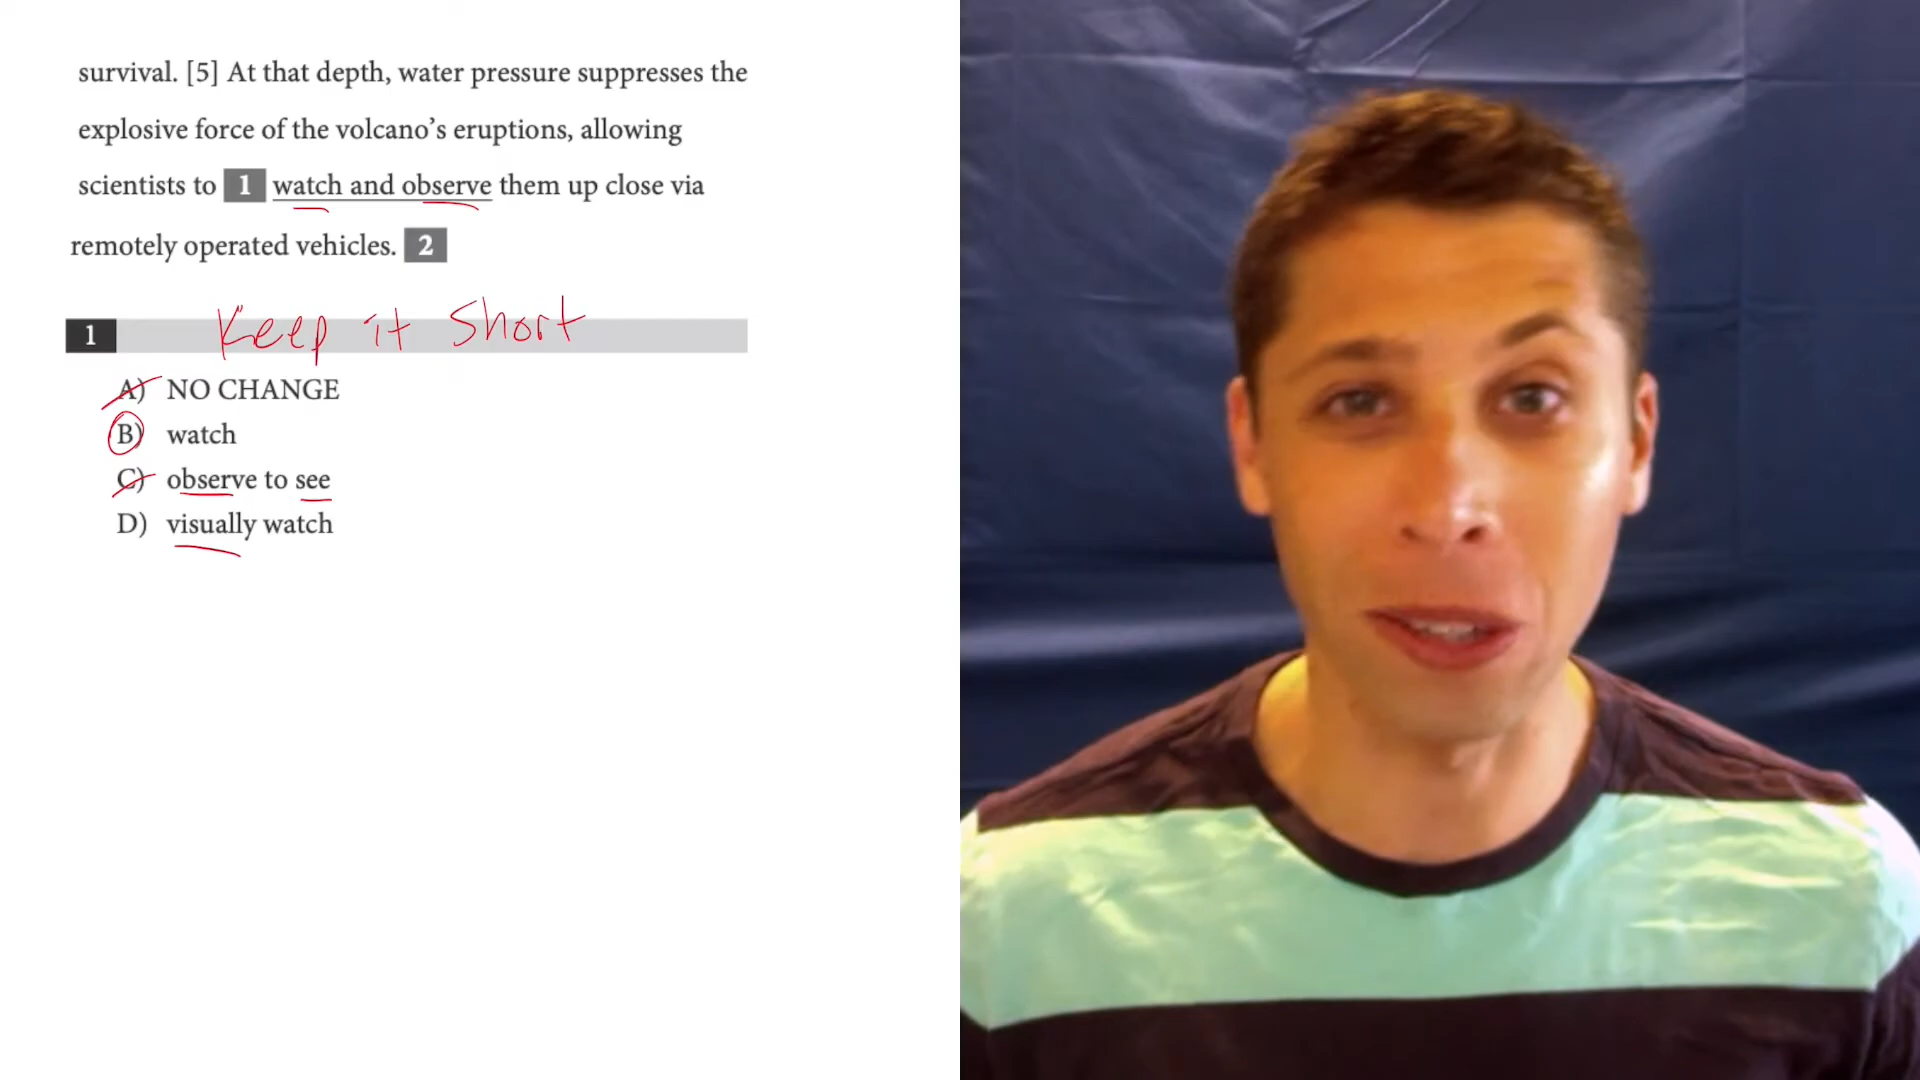 survival. [5] At that depth, water pressure suppresses the
explosive force of the volcano’s eruptions, allowing
scientists to 1 watch and observe them up close via
remotely operated vehicles. 2
1 Keep it short
A) NO CHANGE
B) watch
C) observe to see
D) visually watch